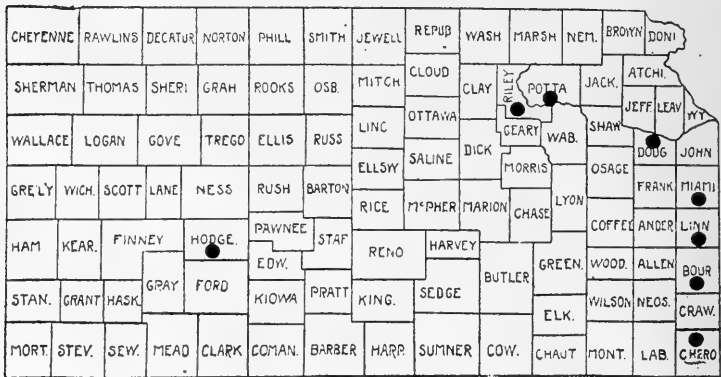 CHEYENNE RAWLINS DECATUR NORTON PHILL SMITH JEWELL REPUB WASH MARSH NEM. BROWN DONI
SHERMAN THOMAS SHERI GRAH ROOKS OSB. MITCH CLOUD CLAY RILEY POTTA JACK. ATCHI.
JEFF. LEAV WY
WALLACE LOGAN GOVE TREGO ELLIS RUSS LINC OTTAWA DICK GEARY WAB. SHAW DOUG JOHN
ELLSW SALINE MORRIS OSAGE
GRELY WICH. SCOTT LANE NESS RUSH BARTON RICE McPHER MARION CHASE LYON FRANK MIAMI
HAM KEAR. FINNEY HODGE. PAWNEE STAF RENO HARVEY COFFEE ANDER LINN
EDW.
STAN. GRANT HASK. GRAY FORD KIOWA PRATT KING. SEDGE BUTLER GREEN. WOOD. ALLEN BOUR
ELK. WILSON NEOS. CRAW.
MORT. STEV. SEW. MEAD CLARK COMAN. BARBER HARP. SUMNER COW. CHAUT MONT. LAB. CHERO